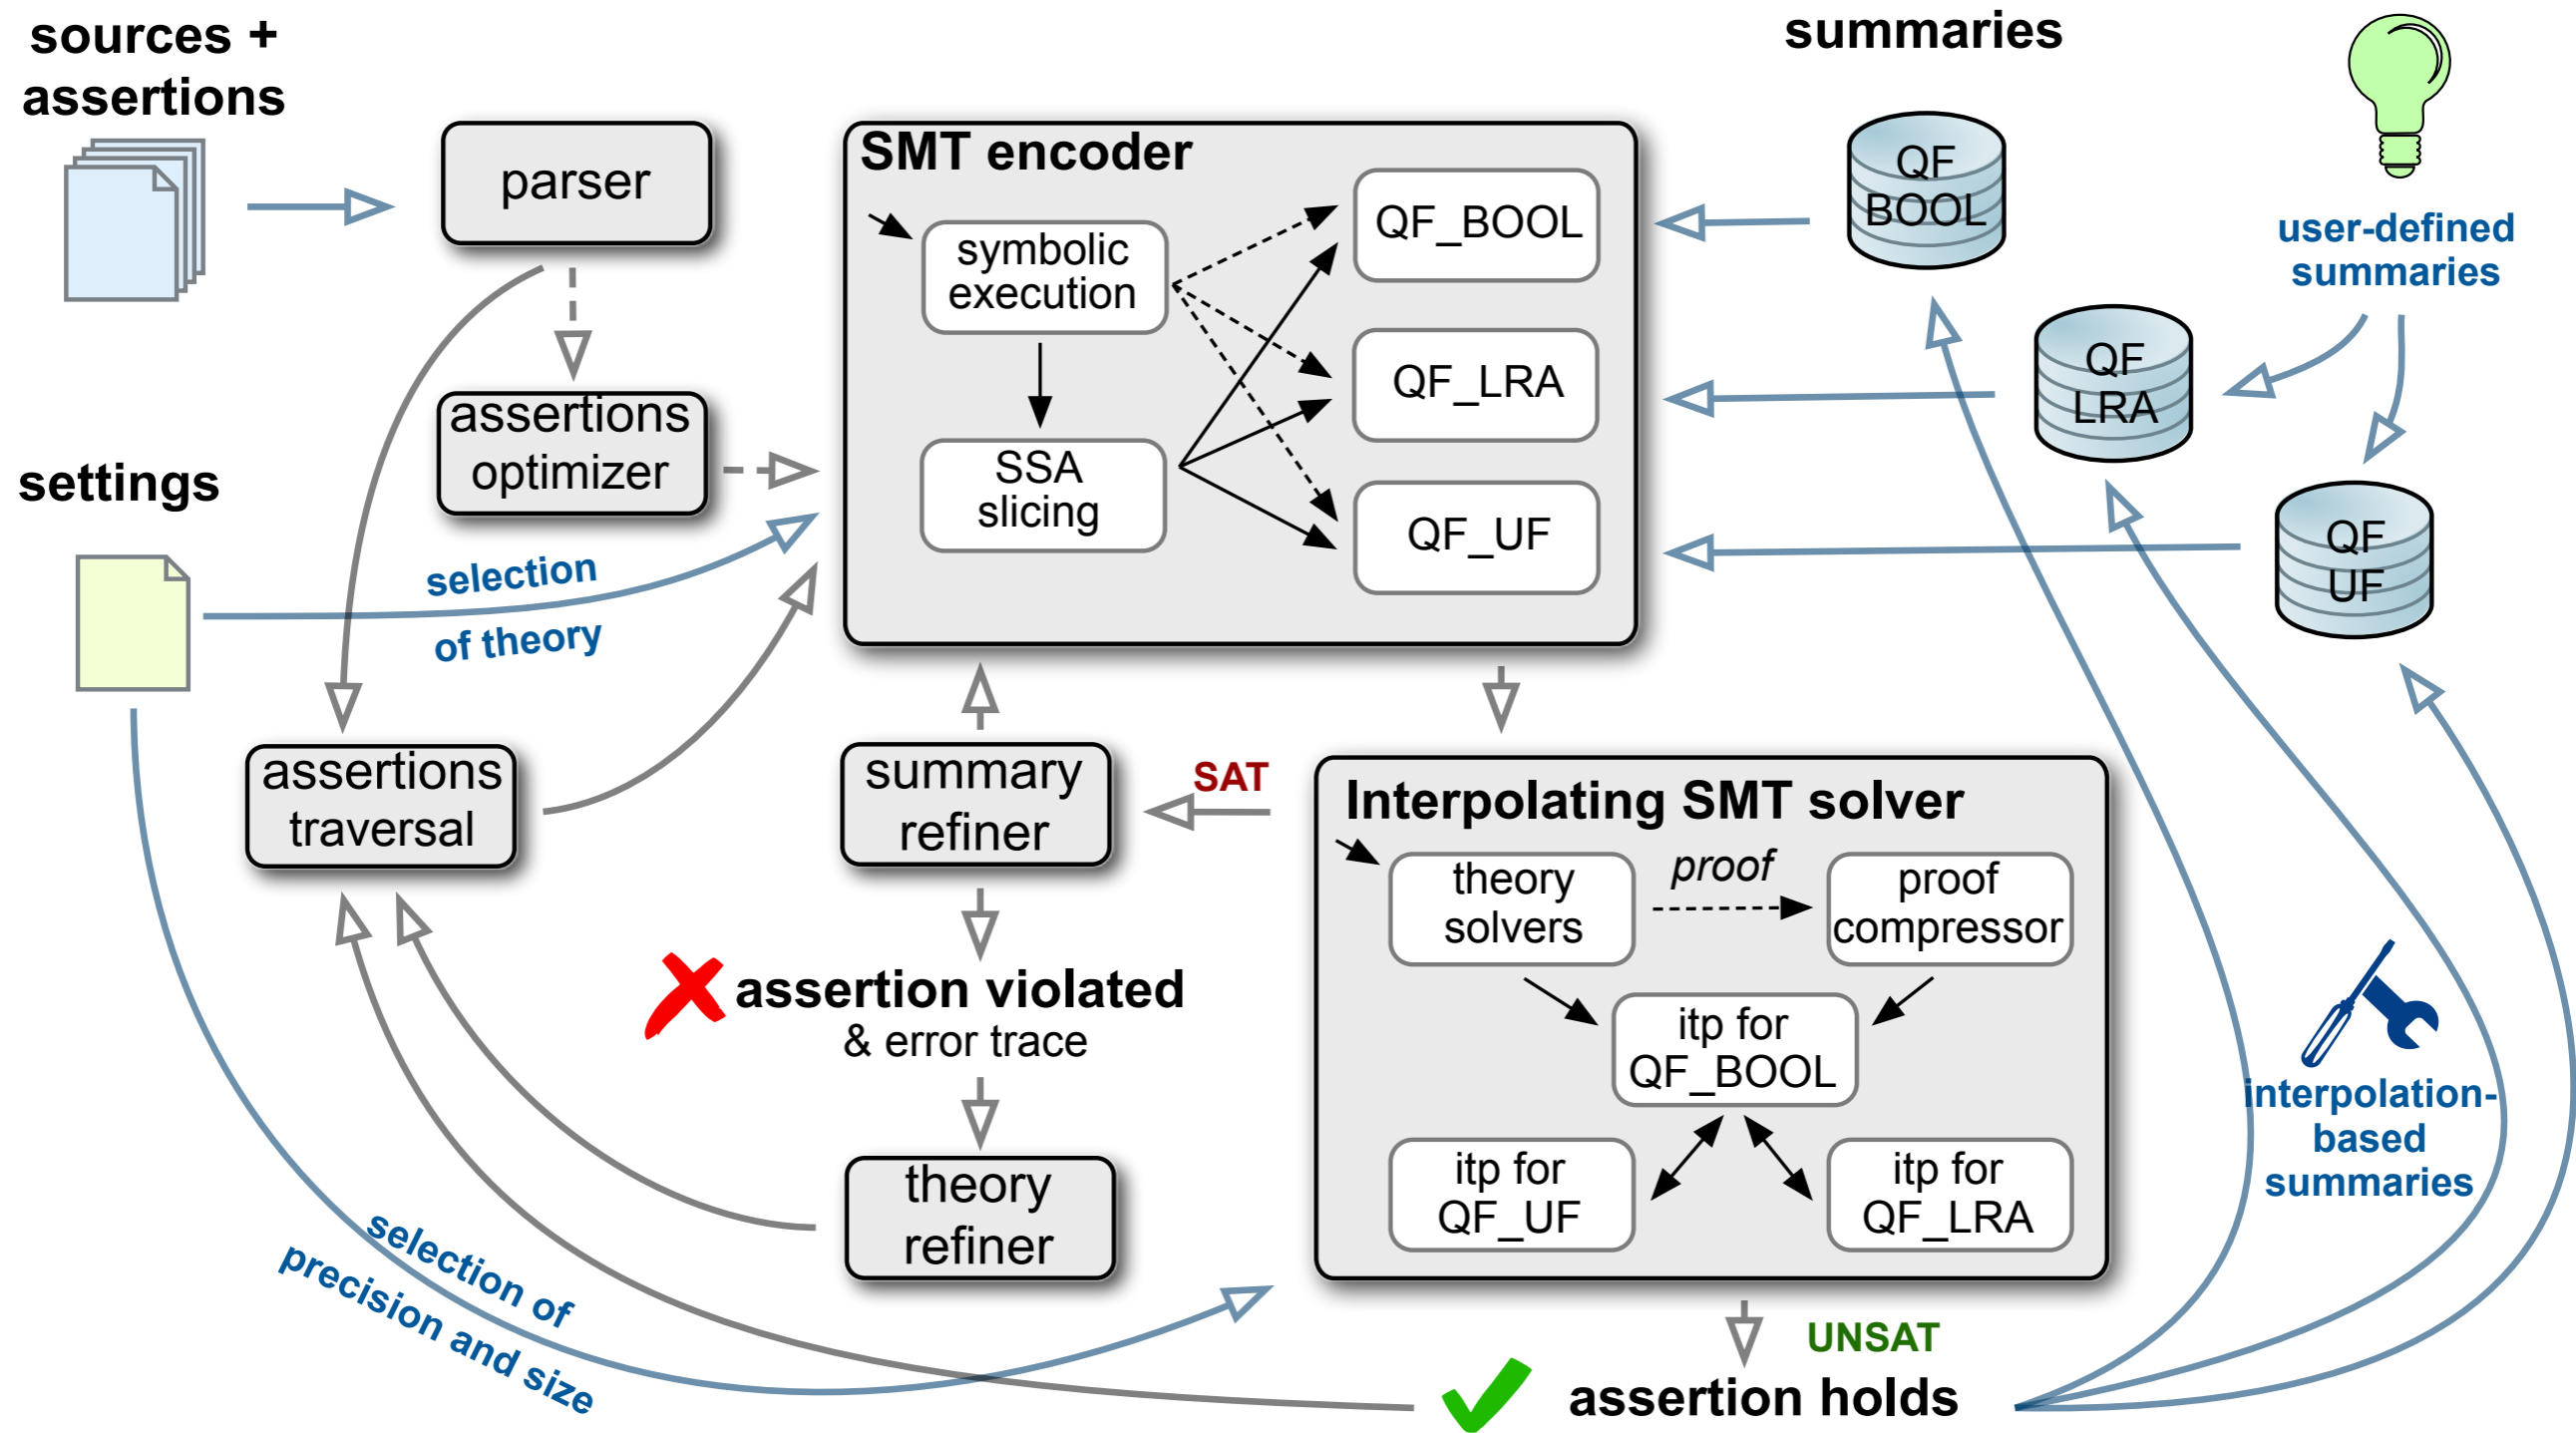 sources +
assertions
parser
assertions
optimizer
settings
selection
of theory
assertions
traversal
SMT encoder
symbolic
execution
SSA
slicing
QF_BOOL
QF_LRA
QF_UF
summaries
QF
BOOL
QF
LRA
QF
UF
user-defined
summaries
summary
refiner
SAT
assertion violated
& error trace
theory
refiner
selection of
precision and size
Interpolating SMT solver
theory
solvers
proof
proof
compressor
itp for
QF_BOOL
itp for
QF_UF
itp for
QF_LRA
interpolation-
based
summaries
UNSAT
assertion holds